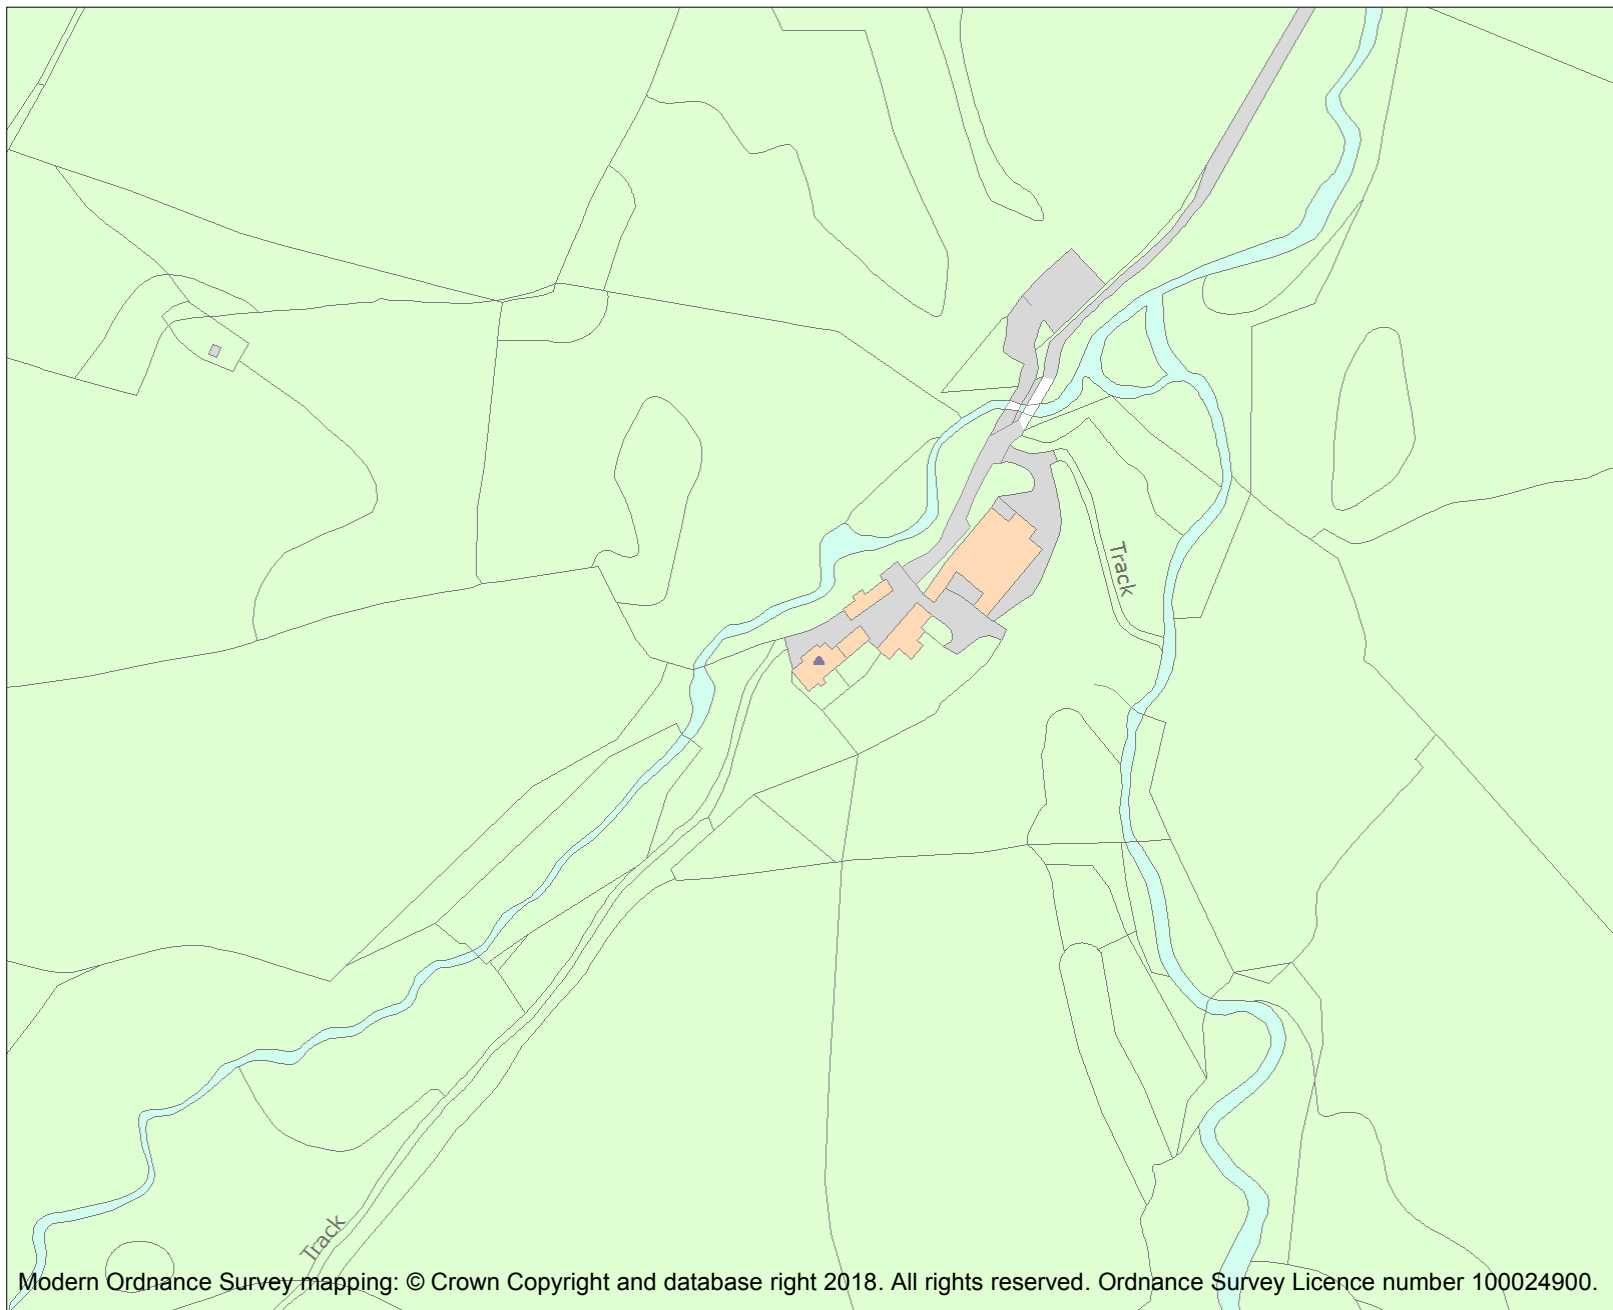 Track
Track
Modern Ordnance Survey mapping: © Crown Copyright and database right 2018. All rights reserved. Ordnance Survey Licence number 100024900.